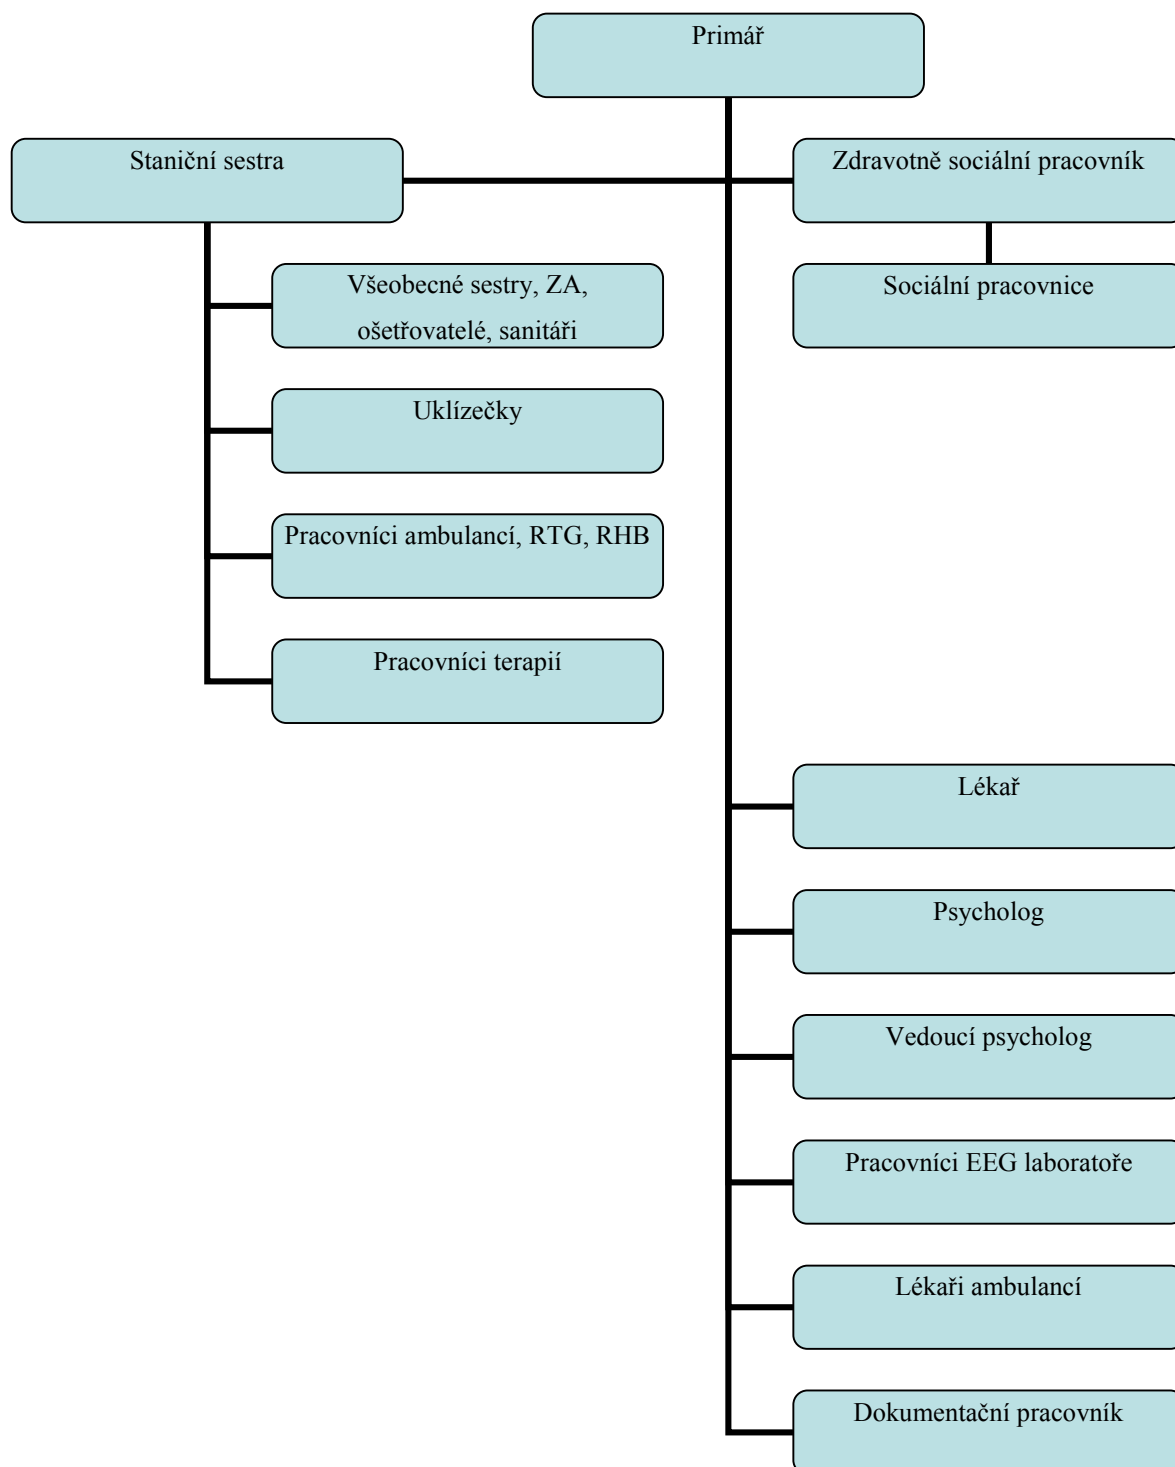 Primář
Staniční sestra
Zdravotně sociální pracovník
Všeobecné sestry, ZA,
ošetřovatelé, sanitáři
Sociální pracovnice
Uklízečky
Pracovníci ambulancí, RTG, RHB
Pracovníci terapií
Lékař
Psycholog
Vedoucí psycholog
Pracovníci EEG laboratoře
Lékaři ambulancí
Dokumentační pracovník